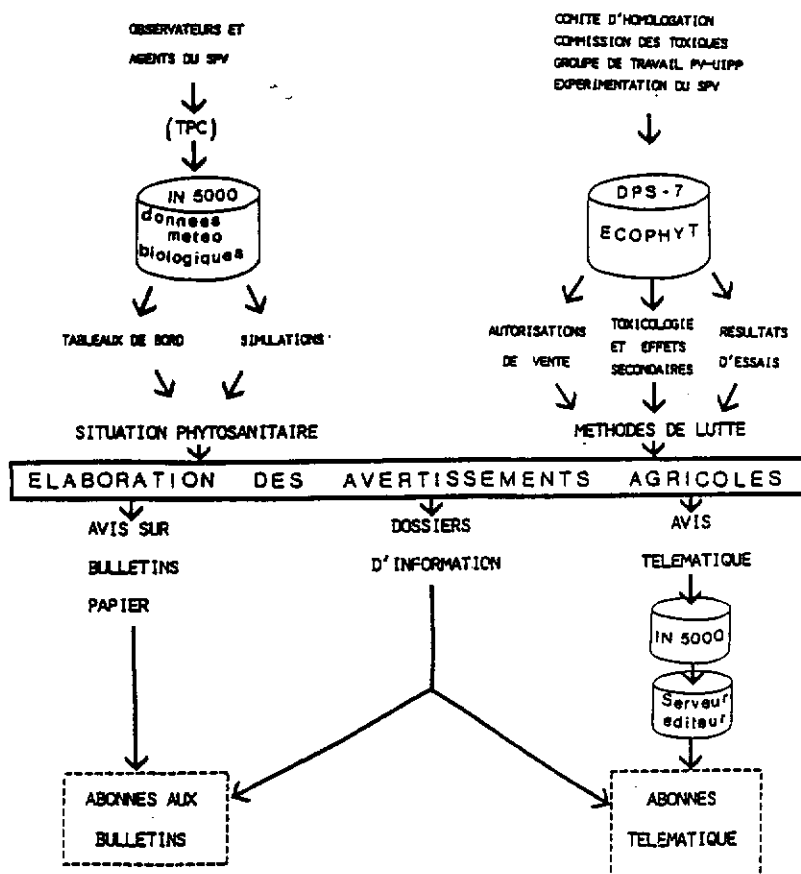 OBSERVATEURS ET
AGENTS DU SPV
(TPC)
IN 5000
données
météo
biologiques
TABLEAUX DE BORD
SIMULATIONS
SITUATION PHYTOSANITAIRE
COMITE D'HOMOLOGATION
COMMISSION DES TOXIQUES
GROUPE DE TRAVAIL PV-UIPP
EXPERIMENTATION DU SPV
DPS-7
ECOPHYT
AUTORISATIONS
DE VENTE
TOXICOLOGIE
ET EFFETS
SECONDAIRES
RESULTATS
D'ESSAIS
METHODES DE LUTTE
ELABORATION DES AVERTISSEMENTS AGRICOLES
AVIS SUR
BULLETINS
PAPIER
DOSSIERS
D'INFORMATION
AVIS
TELEMATIQUE
IN 5000
Serveur
editeur
ABONNES AUX
BULLETINS
ABONNES
TELEMATIQUE